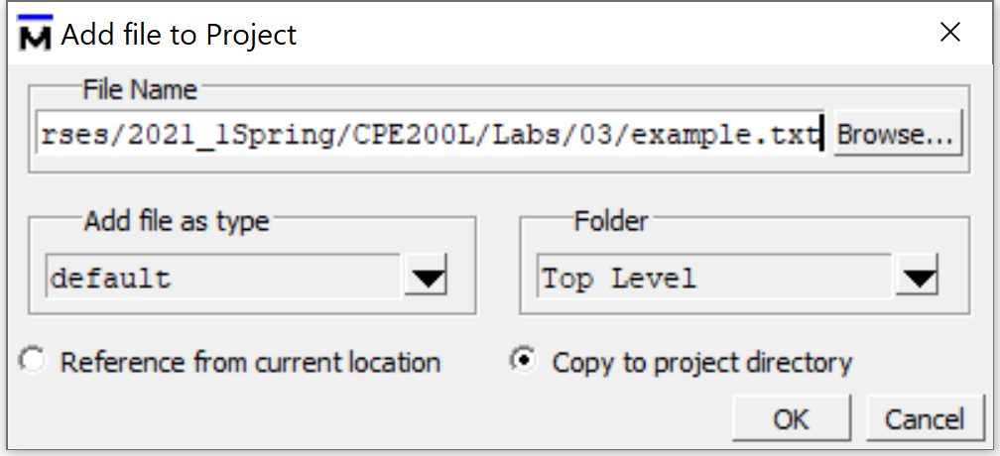 Add file to Project
File Name
rses/2021_1Spring/CPE200L/Labs/03/example.txt Browse...
Add file as type Folder
default Top Level
Reference from current location Copy to project directory
OK Cancel